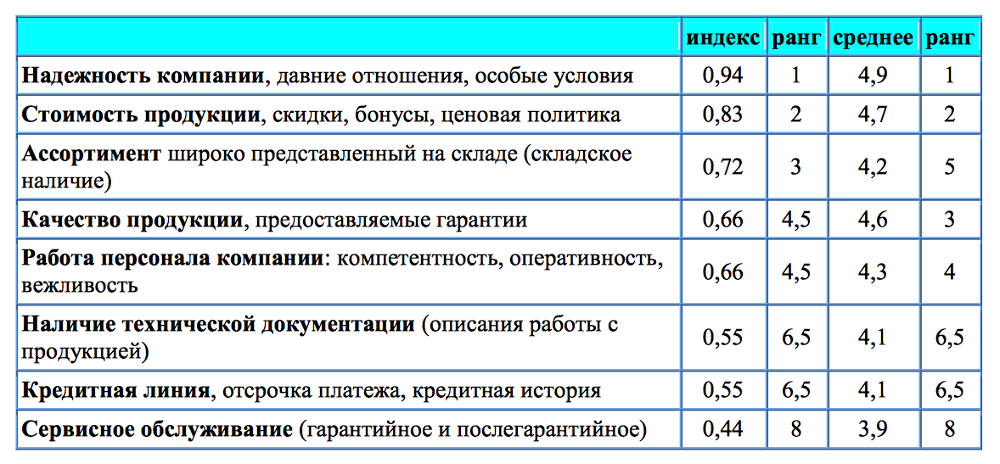 индекс ранг среднее ранг
Надежность компании, давние отношения, особые условия 0,94 1 4,9 1
Стоимость продукции, скидки, бонусы, ценовая политика 0,83 2 4,7 2
Ассортимент широко представленный на складе (складское
наличие) 0,72 3 4,2 5
Качество продукции, предоставляемые гарантии 0,66 4,5 4,6 3
Работа персонала компании: компетентность, оперативность,
вежливость 0,66 4,5 4,3 4
Наличие технической документации (описания работы с
продукцией) 0,55 6,5 4,1 6,5
Кредитная линия, отсрочка платежа, кредитная история 0,55 6,5 4,1 6,5
Сервисное обслуживание (гарантийное и послегарантийное) 0,44 8 3,9 8